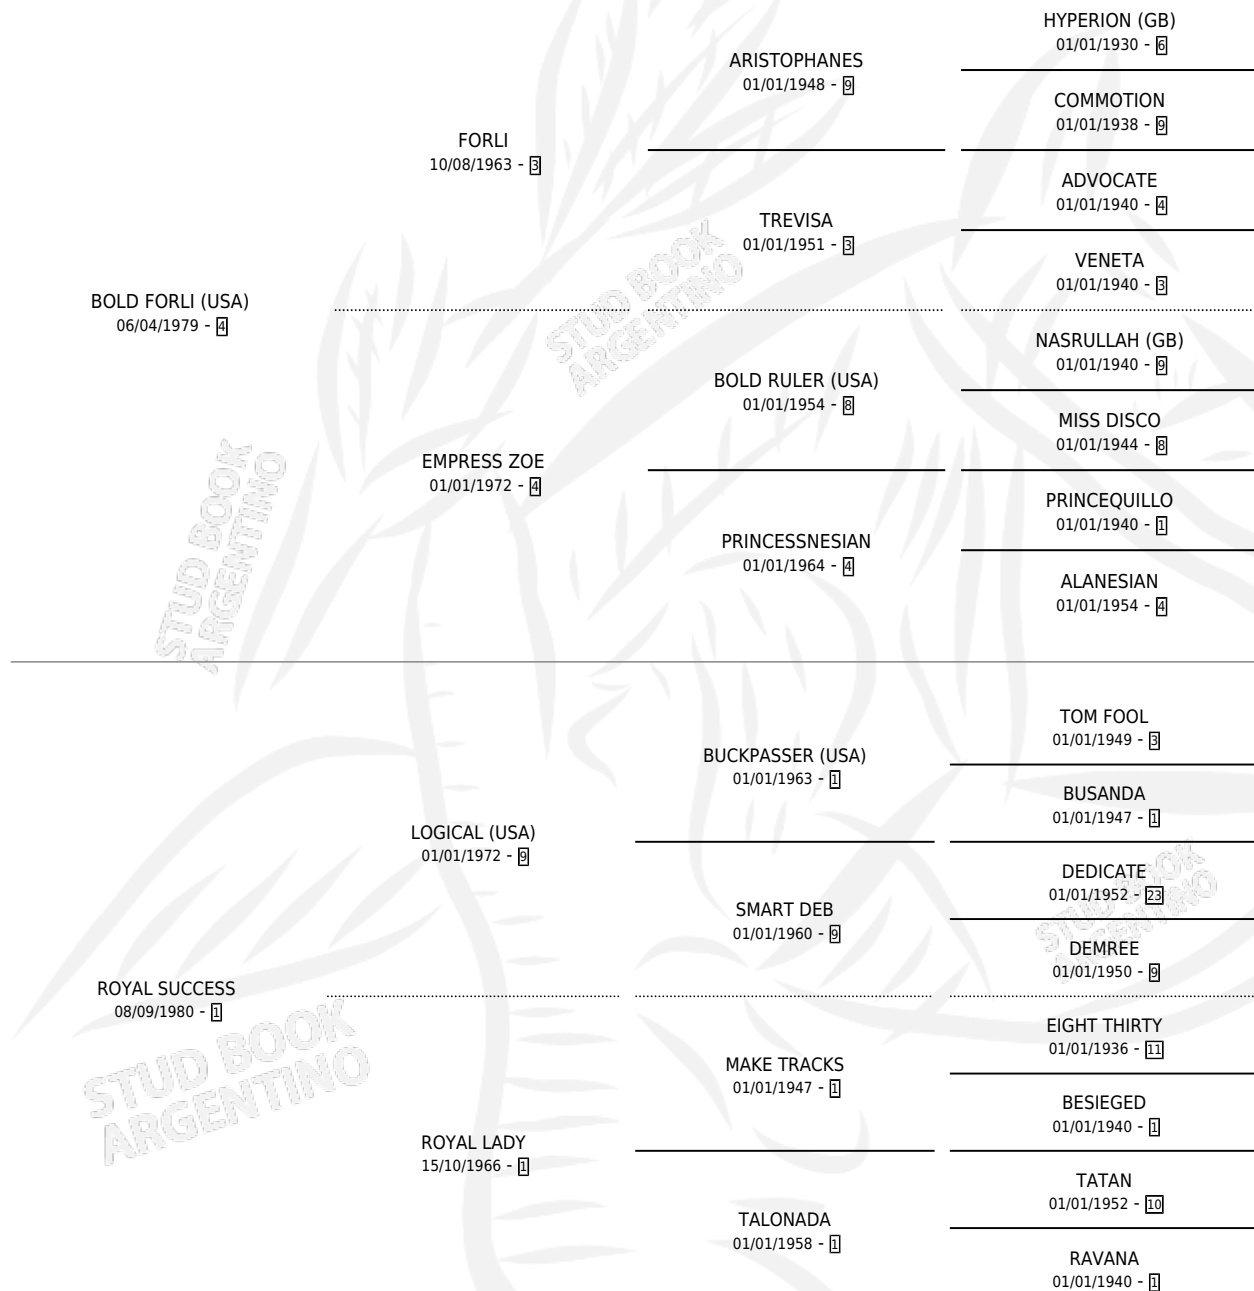 HYPERION (GB)
01/01/1930 - 6
ARISTOPHANES
01/01/1948 - 9
COMMOTION
01/01/1938 - 9
FORLI
10/08/1963 - 3
ADVOCATE
01/01/1940 - 4
TREVISA
01/01/1951 - 3
VENETA
01/01/1940 - 3
BOLD FORLI (USA)
06/04/1979 - 4
NASRULLAH (GB)
01/01/1940 - 9
BOLD RULER (USA)
01/01/1954 - 8
MISS DISCO
01/01/1944 - 8
EMPRESS ZOE
01/01/1972 - 4
PRINCEQUILLO
01/01/1940 - 1
PRINCESSNESIAN
01/01/1964 - 4
ALANESIAN
01/01/1954 - 4
TOM FOOL
01/01/1949 - 3
BUCKPASSER (USA)
01/01/1963 - 1
BUSANDA
01/01/1947 - 1
LOGICAL (USA)
01/01/1972 - 9
DEDICATE
01/01/1952 - 23
SMART DEB
01/01/1960 - 9
DEMREE
01/01/1950 - 9
ROYAL SUCCESS
08/09/1980 - 1
EIGHT THIRTY
01/01/1936 - 11
MAKE TRACKS
01/01/1947 - 1
BESIEGED
01/01/1940 - 1
ROYAL LADY
15/10/1966 - 1
TATAN
01/01/1952 - 10
TALONADA
01/01/1958 - 1
RAVANA
01/01/1940 - 1
STUD BOOK
ARGENTINO
STUD BOOK
ARGENTINO
STUD BOOK
ARGENTINO
STUD BOOK
ARGENTINO